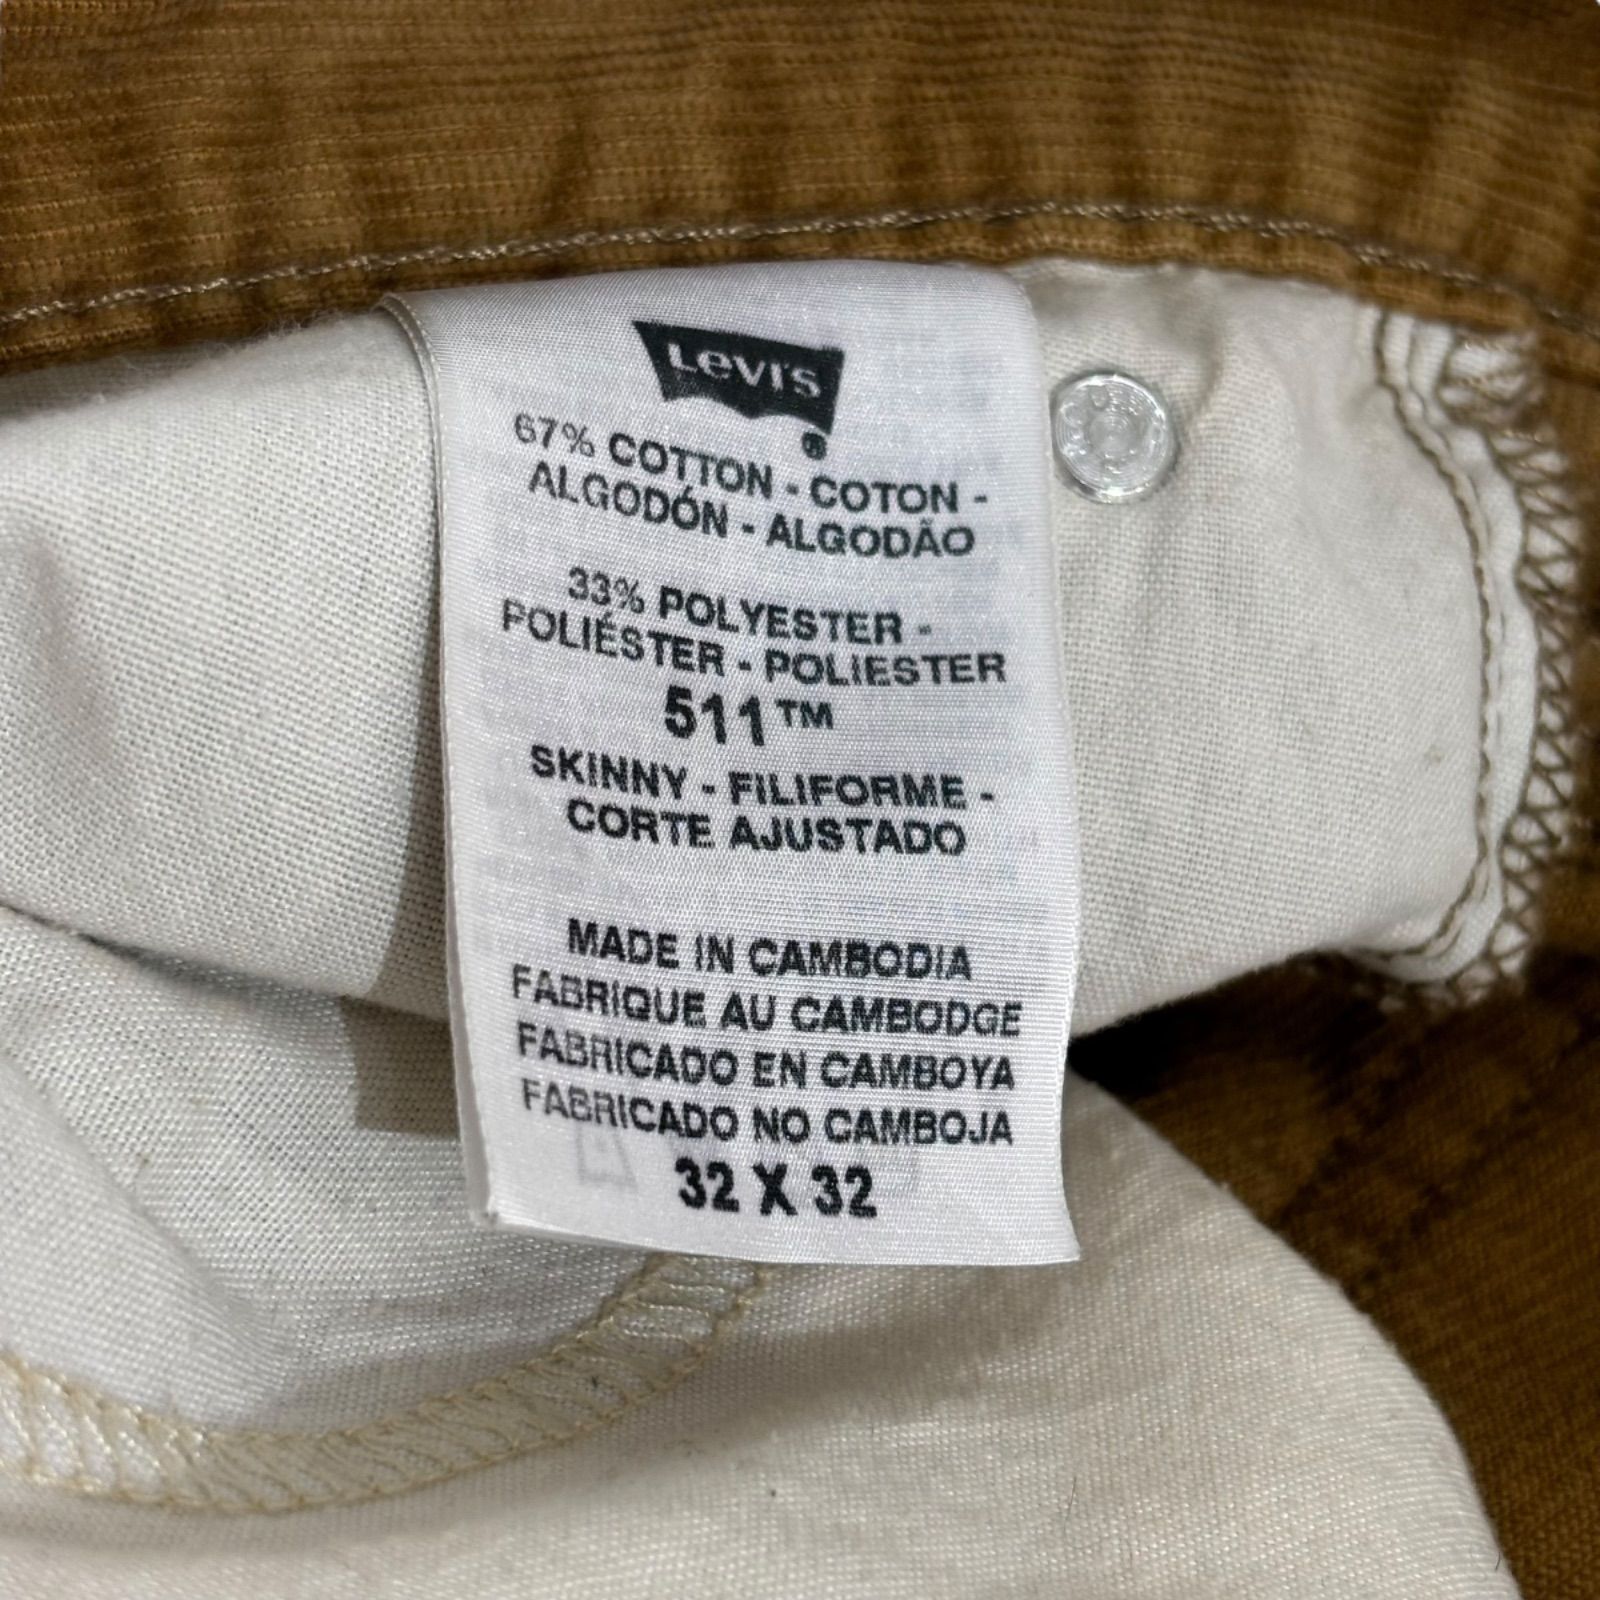 LEVI'S
67% COTTON - COTON -
ALGODÓN - ALGODÃO
33% POLYESTER -
POLIÉSTER - POLIESTER
511™
SKINNY - FILIFORME -
CORTE AJUSTADO
MADE IN CAMBODIA
FABRIQUE AU CAMBODGE
FABRICADO EN CAMBOYA
FABRICADO NO CAMBOJA
32 X 32